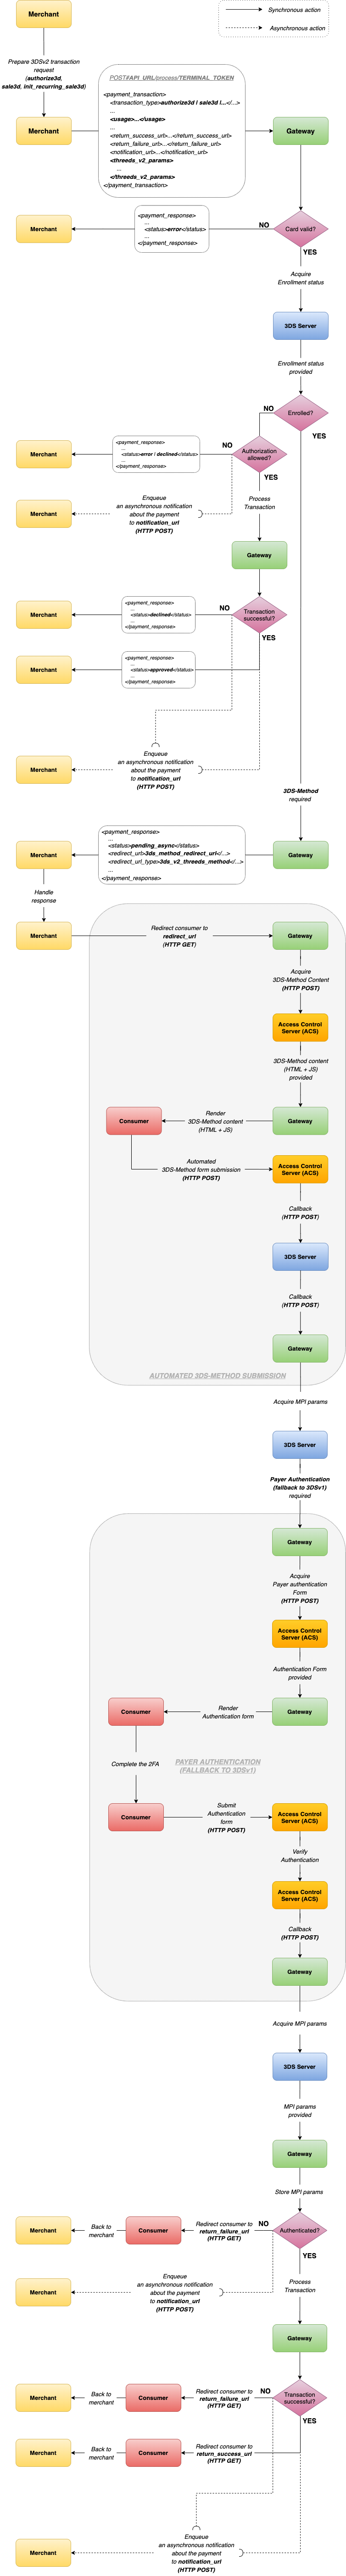 Synchronous action
Asynchronous action
Merchant
Prepare 3DSv2 transaction
request
(authorize3d,
sale3d, init_recurring_sale3d)
POST#API_URL/process/TERMINAL_TOKEN
<payment_transaction>
<transaction_type>authorize3d | sale3d |...</...>
...
<usage>...</usage>
...
<return_success_url>...</return_success_url>
<return_failure_url>...</return_failure_url>
<notification_url>...</notification_url>
<threeds_v2_params>
...
</threeds_v2_params>
</payment_transaction>
Merchant
Gateway
<payment_response>
...
<status>error</status>
...
</payment_response>
Merchant
NO
Card valid?
YES
Acquire
Enrollment status
3DS Server
Enrollment status
provided
NO
Enrolled?
YES
<payment_response>
...
<status>error | declined</status>
...
</payment_response>
Merchant
NO
Authorization
allowed?
YES
Enqueue
an asynchronous notification
about the payment
to notification_url
(HTTP POST)
Merchant
Process
Transaction
Gateway
<payment_response>
...
<status>declined</status>
...
</payment_response>
Merchant
NO
Transaction
successful?
YES
<payment_response>
...
<status>approved</status>
...
</payment_response>
Merchant
Enqueue
an asynchronous notification
about the payment
to notification_url
(HTTP POST)
Merchant
3DS-Method
required
<payment_response>
...
<status>pending_async</status>
<redirect_url>3ds_method_redirect_url</...>
<redirect_url_type>3ds_v2_threeds_method</...>
...
</payment_response>
Merchant
Gateway
Handle
response
Merchant
Redirect consumer to
redirect_url
(HTTP GET)
Gateway
Acquire
3DS-Method Content
(HTTP POST)
Access Control
Server (ACS)
3DS-Method content
(HTML + JS)
provided
Consumer
Render
3DS-Method content
(HTML + JS)
Gateway
Automated
3DS-Method form submission
(HTTP POST)
Access Control
Server (ACS)
Callback
(HTTP POST)
3DS Server
Callback
(HTTP POST)
Gateway
AUTOMATED 3DS-METHOD SUBMISSION
Acquire MPI params
3DS Server
Payer Authentication
(fallback to 3DSv1)
required
Gateway
Acquire
Payer authentication
Form
(HTTP POST)
Access Control
Server (ACS)
Authentication Form
provided
Consumer
Render
Authentication form
Gateway
Complete the 2FA
PAYER AUTHENTICATION
(FALLBACK TO 3DSv1)
Consumer
Submit
Authentication
form
(HTTP POST)
Access Control
Server (ACS)
Verify
Authentication
Access Control
Server (ACS)
Callback
(HTTP POST)
Gateway
Acquire MPI params
3DS Server
MPI params
provided
Gateway
Store MPI params
Merchant
Back to
merchant
Consumer
Redirect consumer to
return_failure_url
(HTTP GET)
NO
Authenticated?
YES
Enqueue
an asynchronous notification
about the payment
to notification_url
(HTTP POST)
Merchant
Process
Transaction
Gateway
Merchant
Back to
merchant
Consumer
Redirect consumer to
return_failure_url
(HTTP GET)
NO
Transaction
successful?
YES
Merchant
Back to
merchant
Consumer
Redirect consumer to
return_success_url
(HTTP GET)
Enqueue
an asynchronous notification
about the payment
to notification_url
(HTTP POST)
Merchant